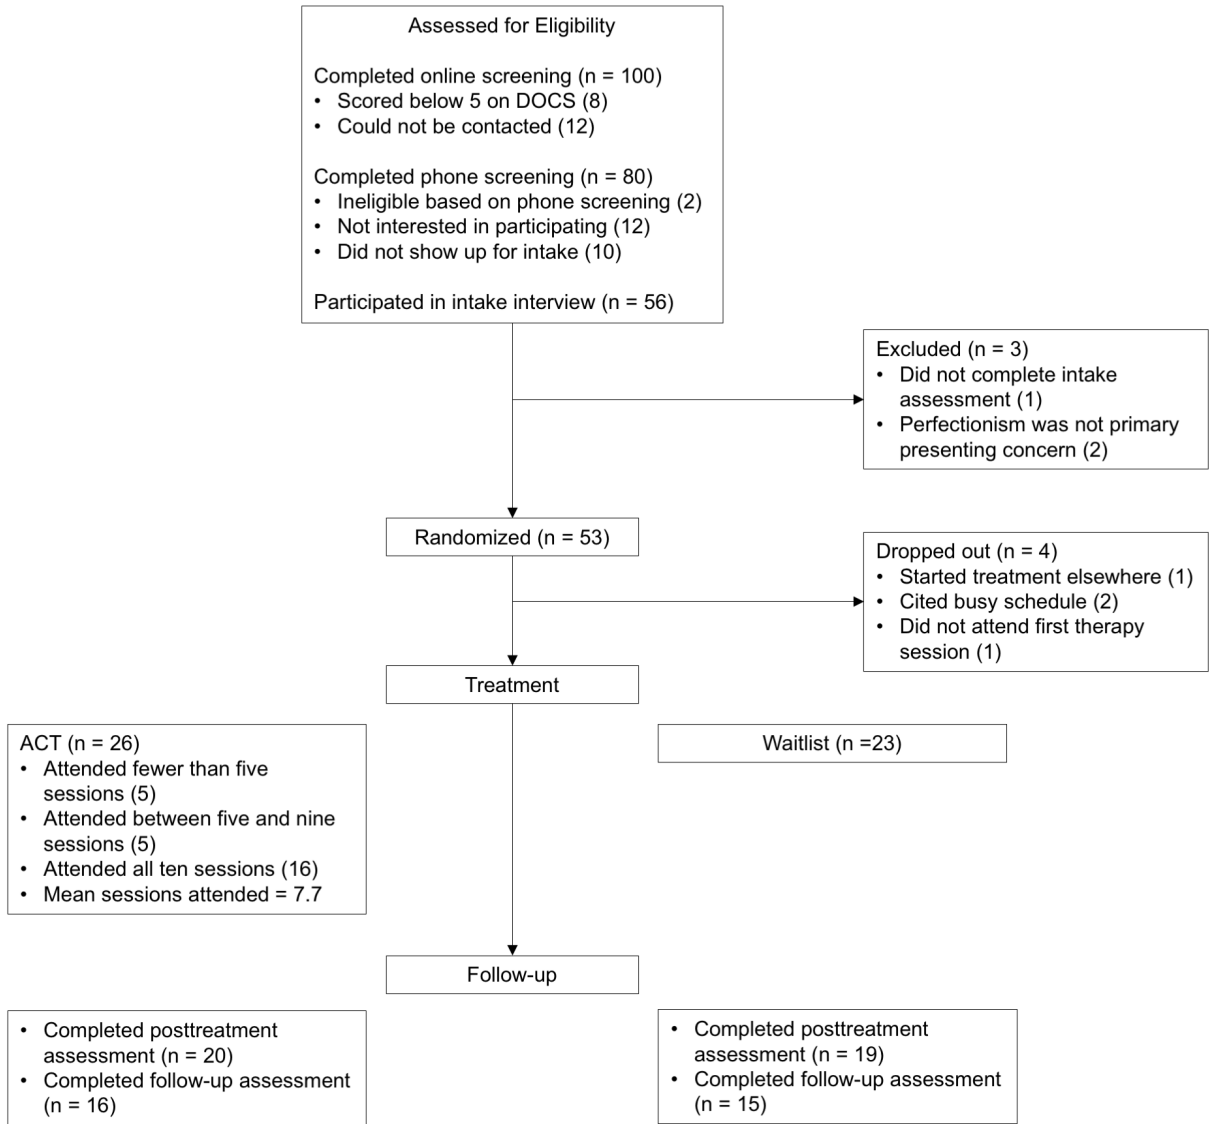 Assessed for Eligibility
Completed online screening (n = 100)
• Scored below 5 on DOCS (8)
• Could not be contacted (12)
Completed phone screening (n = 80)
• Ineligible based on phone screening (2)
• Not interested in participating (12)
• Did not show up for intake (10)
Participated in intake interview (n = 56)
Excluded (n = 3)
• Did not complete intake
assessment (1)
• Perfectionism was not primary
presenting concern (2)
Randomized (n = 53)
Dropped out (n = 4)
• Started treatment elsewhere (1)
• Cited busy schedule (2)
• Did not attend first therapy
session (1)
Treatment
ACT (n = 26)
• Attended fewer than five
sessions (5)
• Attended between five and nine
sessions (5)
• Attended all ten sessions (16)
• Mean sessions attended = 7.7
Waitlist (n =23)
Follow-up
• Completed posttreatment
assessment (n = 20)
• Completed follow-up assessment
(n = 16)
• Completed posttreatment
assessment (n = 19)
• Completed follow-up assessment
(n = 15)